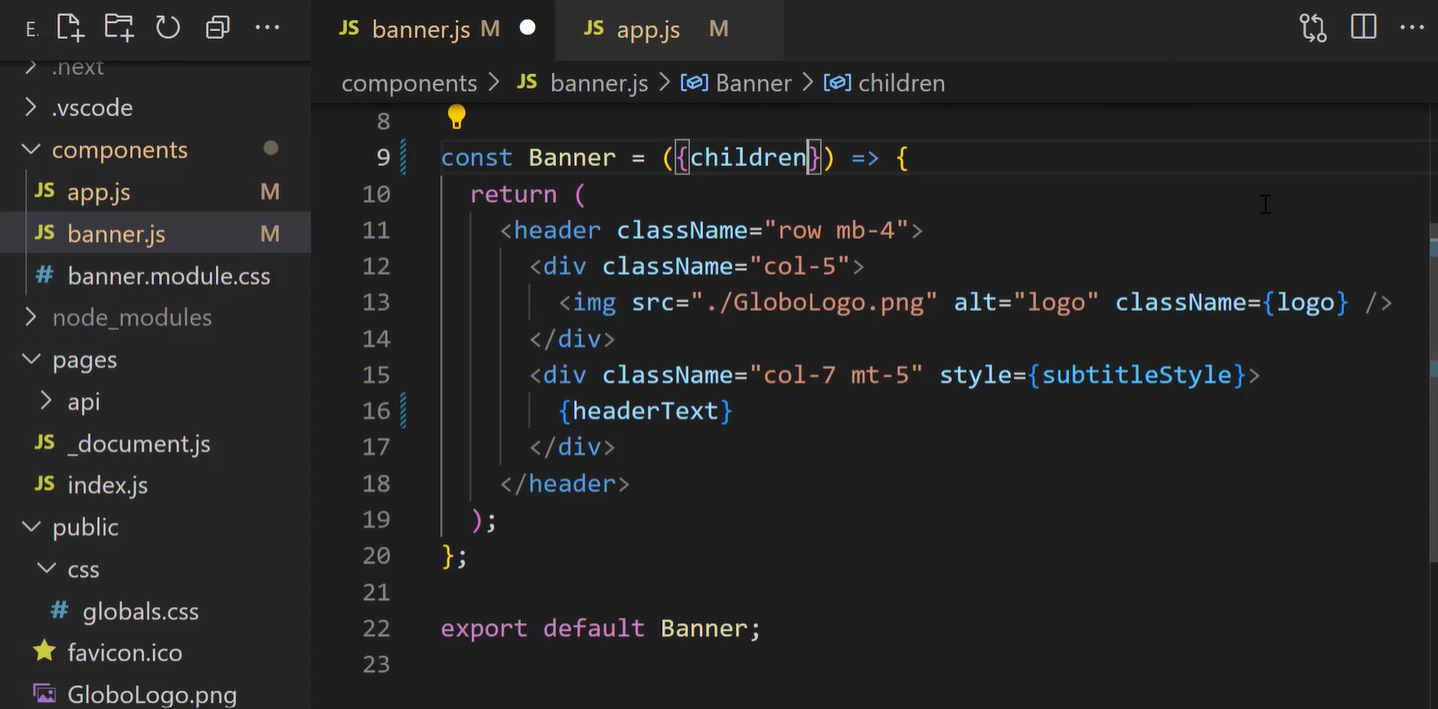 E.
JS banner.js M
JS app.js M
components > JS banner.js > Banner > children
.next
.vscode
components
JS app.js M
JS banner.js M
# banner.module.css
node_modules
pages
api
JS _document.js
JS index.js
public
css
# globals.css
favicon.ico
GloboLogo.png
8
9 const Banner = ({children}) => {
10 return (
11 <header className="row mb-4">
12 <div className="col-5">
13 <img src="./GloboLogo.png" alt="logo" className={logo} />
14 </div>
15 <div className="col-7 mt-5" style={subtitleStyle}>
16 {headerText}
17 </div>
18 </header>
19 );
20 };
21
22 export default Banner;
23